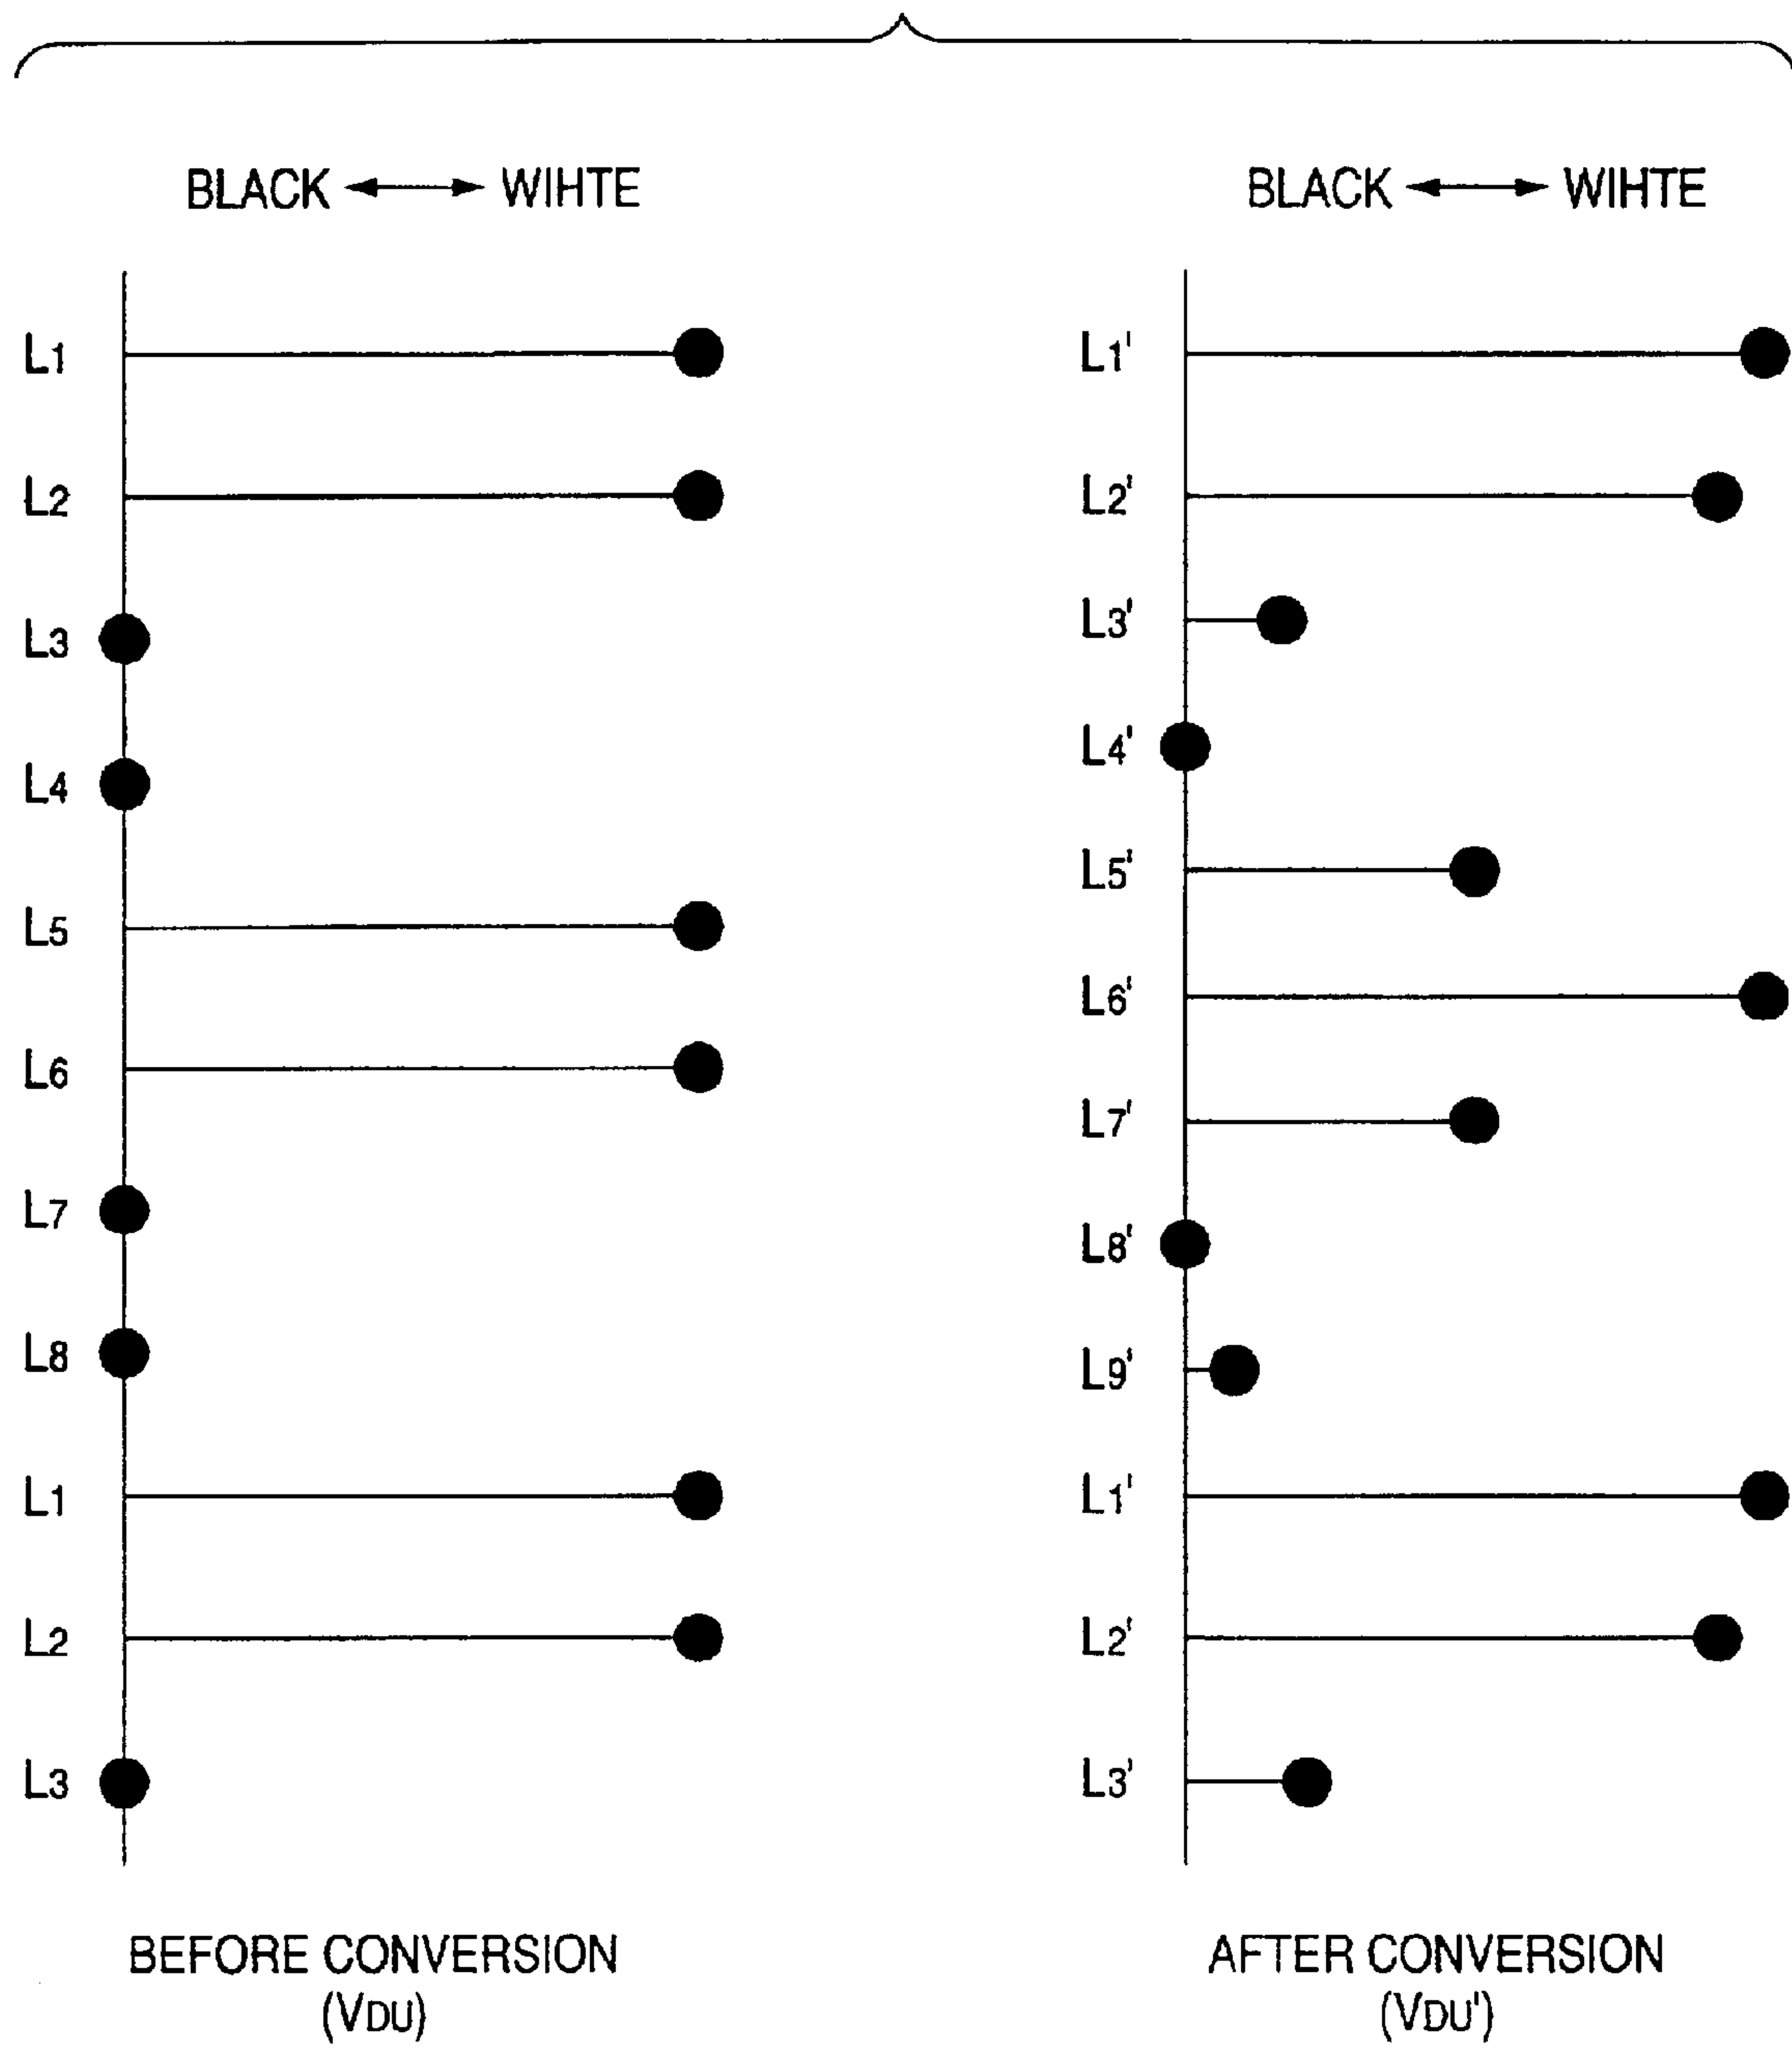 BLACK ↔ WIHTE
L1
L2
L3
L4
L5
L6
L7
L8
L1
L2
L3
BEFORE CONVERSION
(VDU)
BLACK ↔ WIHTE
L1'
L2'
L3'
L4'
L5'
L6'
L7'
L8'
L9'
L1'
L2'
L3'
AFTER CONVERSION
(VDU')